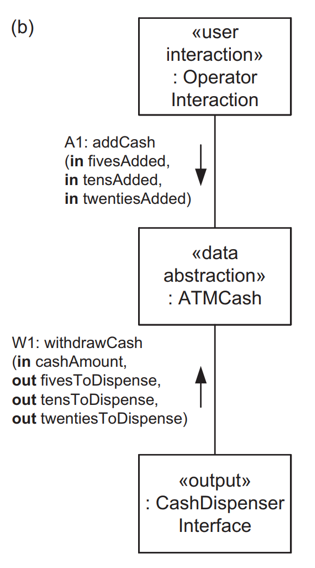 (b)
«user
interaction»
: Operator
Interaction
A1: addCash
(in fivesAdded,
in tensAdded,
in twentiesAdded)
«data
abstraction»
: ATMCash
W1: withdrawCash
(in cashAmount,
out fivesToDispense,
out tensToDispense,
out twentiesToDispense)
«output»
: CashDispenser
Interface